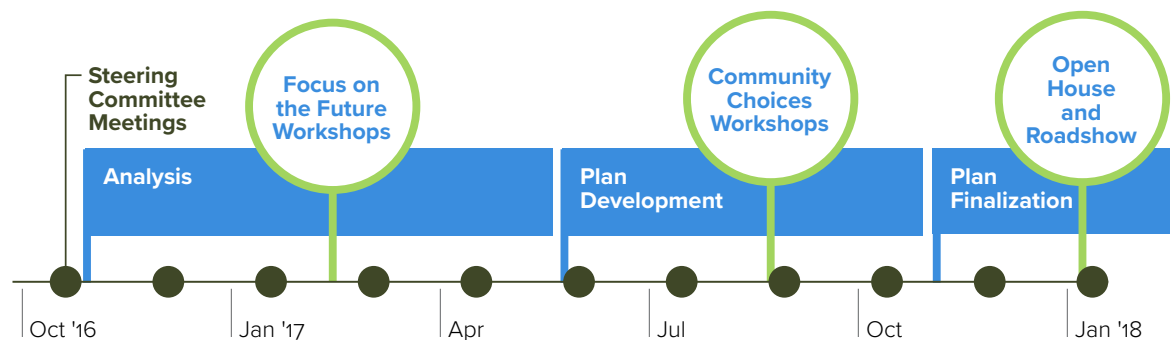 Steering
Committee
Meetings
Focus on
the Future
Workshops
Community
Choices
Workshops
Open
House
and
Roadshow
Analysis
Plan
Development
Plan
Finalization
Oct '16
Jan '17
Apr
Jul
Oct
Jan '18